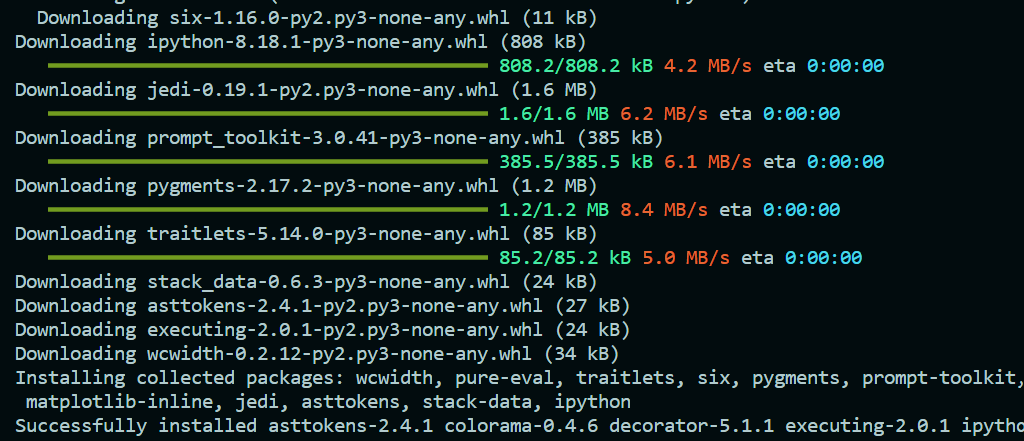 Downloading six-1.16.0-py2.py3-none-any.whl (11 kB)
Downloading ipython-8.18.1-py3-none-any.whl (808 kB)
808.2/808.2 kB 4.2 MB/s eta 0:00:00
Downloading jedi-0.19.1-py2.py3-none-any.whl (1.6 MB)
1.6/1.6 MB 6.2 MB/s eta 0:00:00
Downloading prompt_toolkit-3.0.41-py3-none-any.whl (385 kB)
385.5/385.5 kB 6.1 MB/s eta 0:00:00
Downloading pygments-2.17.2-py3-none-any.whl (1.2 MB)
1.2/1.2 MB 8.4 MB/s eta 0:00:00
Downloading traitlets-5.14.0-py3-none-any.whl (85 kB)
85.2/85.2 kB 5.0 MB/s eta 0:00:00
Downloading stack_data-0.6.3-py3-none-any.whl (24 kB)
Downloading asttokens-2.4.1-py2.py3-none-any.whl (27 kB)
Downloading executing-2.0.1-py2.py3-none-any.whl (24 kB)
Downloading wcwidth-0.2.12-py2.py3-none-any.whl (34 kB)
Installing collected packages: wcwidth, pure-eval, traitlets, six, pygments, prompt-toolkit,
matplotlib-inline, jedi, asttokens, stack-data, ipython
Successfully installed asttokens-2.4.1 colorama-0.4.6 decorator-5.1.1 executing-2.0.1